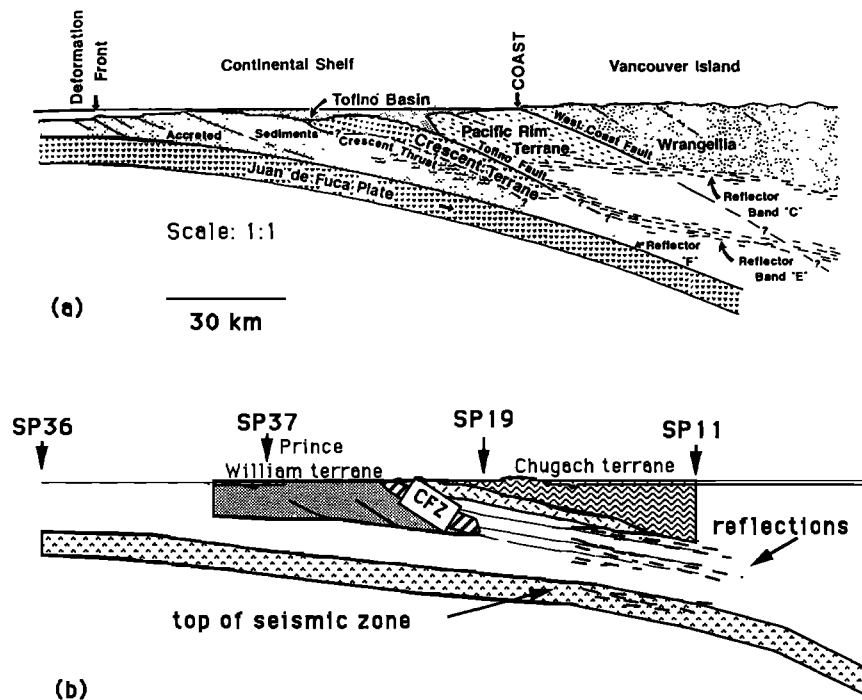 Deformation
Front
Continental Shelf
COAST
Vancouver Island
Tofino Basin
Accreted
Sediments
?
Crescent Thrust
Crescent Terrane
Tofino Fault
Pacific Rim
Terrane
West Coast Fault
Wrangellia
Juan de Fuca Plate
?
Reflector
Band "C"
Scale: 1:1
Reflector
"F"
Reflector
Band "E"
?
?
(a)
30 km
SP36
SP37
SP19
SP11
Prince
William terrane
Chugach terrane
CFZ
reflections
top of seismic zone
(b)